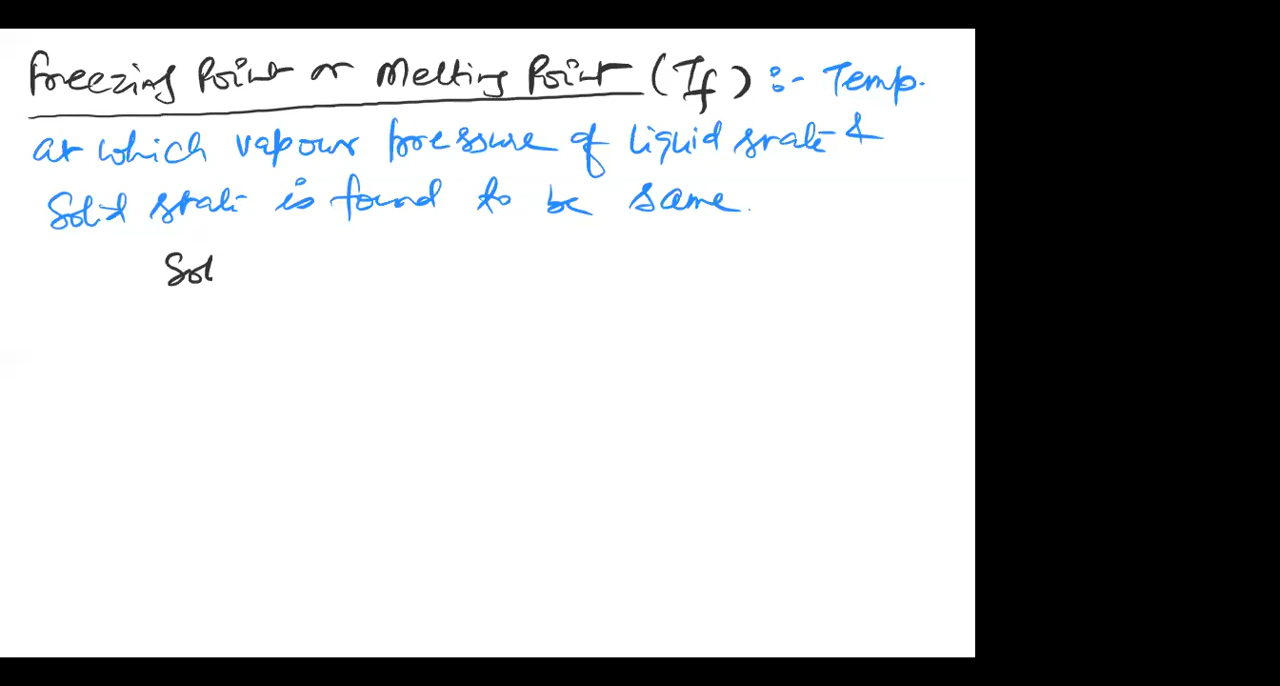 Freezing Point or Melting Point (Tf) :- Temp.
at which vapour pressure of liquid state &
Solid state is found to be same.
Sol